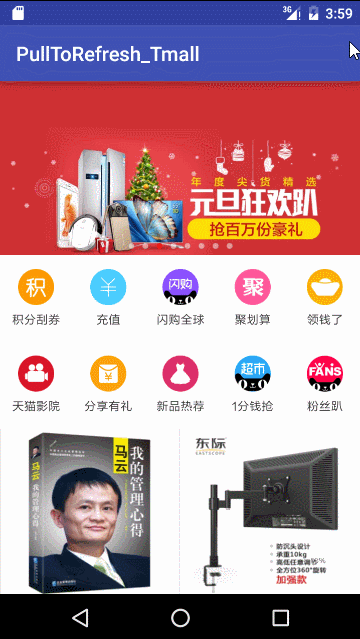 3G
3:59
PullToRefresh_Tmall
年度尖货精选
元旦狂欢趴
抢百万份豪礼
积
¥
闪购
聚
积分刮券
充值
闪购全球
聚划算
领钱了
¥
超市
FANS
天猫影院
分享有礼
新品热荐
1分钱抢
粉丝趴
马云
我的管理心得
马云
东际
EASTSCOPE
防沉头设计
承重10kg
高低任意调节
全方位360°旋转
加强款